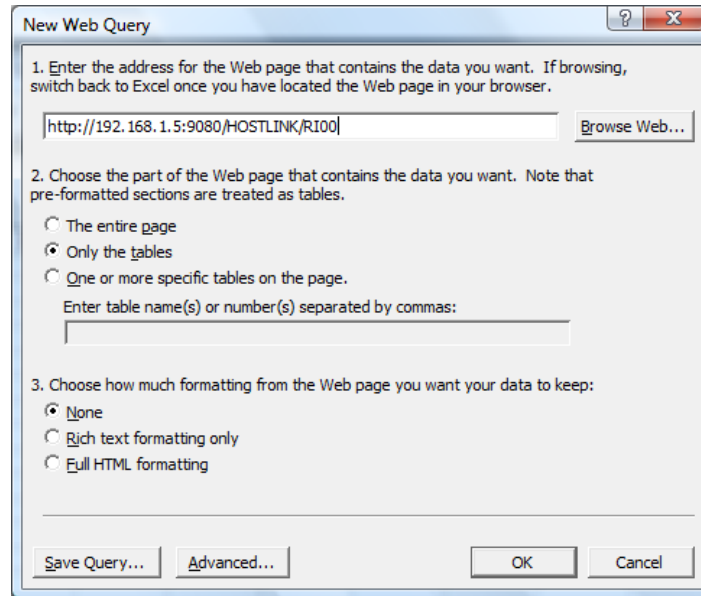 New Web Query
1. Enter the address for the Web page that contains the data you want. If browsing,
switch back to Excel once you have located the Web page in your browser.
http://192.168.1.5:9080/HOSTLINK/RI00
Browse Web...
2. Choose the part of the Web page that contains the data you want. Note that
pre-formatted sections are treated as tables.
The entire page
Only the tables
One or more specific tables on the page.
Enter table name(s) or number(s) separated by commas:
3. Choose how much formatting from the Web page you want your data to keep:
None
Rich text formatting only
Full HTML formatting
Save Query...
Advanced...
OK
Cancel